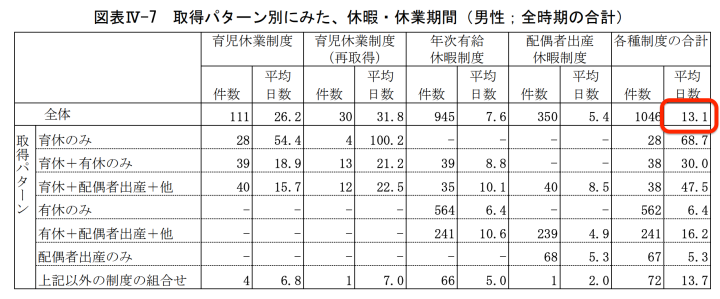 図表Ⅳ-7 取得パターン別にみた、休暇・休業期間（男性；全時期の合計）
育児休業制度 育児休業制度（再取得） 年次有給休暇制度 配偶者出産休暇制度 各種制度の合計
件数 平均日数 件数 平均日数 件数 平均日数 件数 平均日数 件数 平均日数
全体 111 26.2 30 31.8 945 7.6 350 5.4 1046 13.1
取得パターン
育休のみ 28 54.4 4 100.2 － － － － 28 68.7
育休＋有休のみ 39 18.9 13 21.2 39 8.8 － － 38 30.0
育休＋配偶者出産＋他 40 15.7 12 22.5 35 10.1 40 8.5 38 47.5
有休のみ － － － － 564 6.4 － － 562 6.4
有休＋配偶者出産＋他 － － － － 241 10.6 239 4.9 241 16.2
配偶者出産のみ － － － － － － 68 5.3 67 5.3
上記以外の制度の組合せ 4 6.8 1 7.0 66 5.0 1 2.0 72 13.7